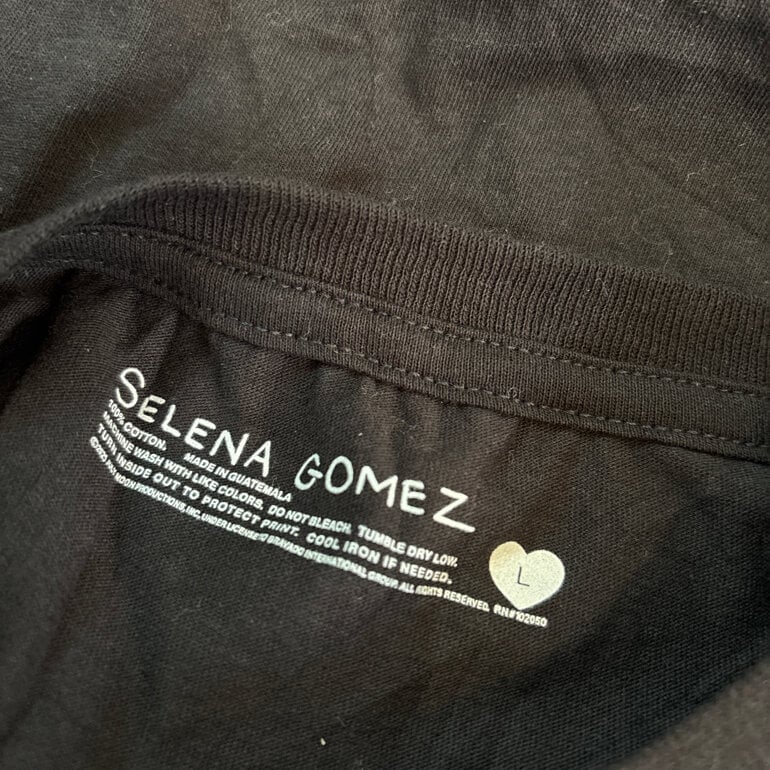 SELENA GOMEZ
100% COTTON. MADE IN GUATEMALA
MACHINE WASH WITH LIKE COLORS. DO NOT BLEACH. TUMBLE DRY LOW.
TURN INSIDE OUT TO PROTECT PRINT. COOL IRON IF NEEDED.
MOON PRODUCTIONS, INC. UNDER LICENSE TO BRAVADO INTERNATIONAL GROUP. ALL RIGHTS RESERVED. RN#102050
L